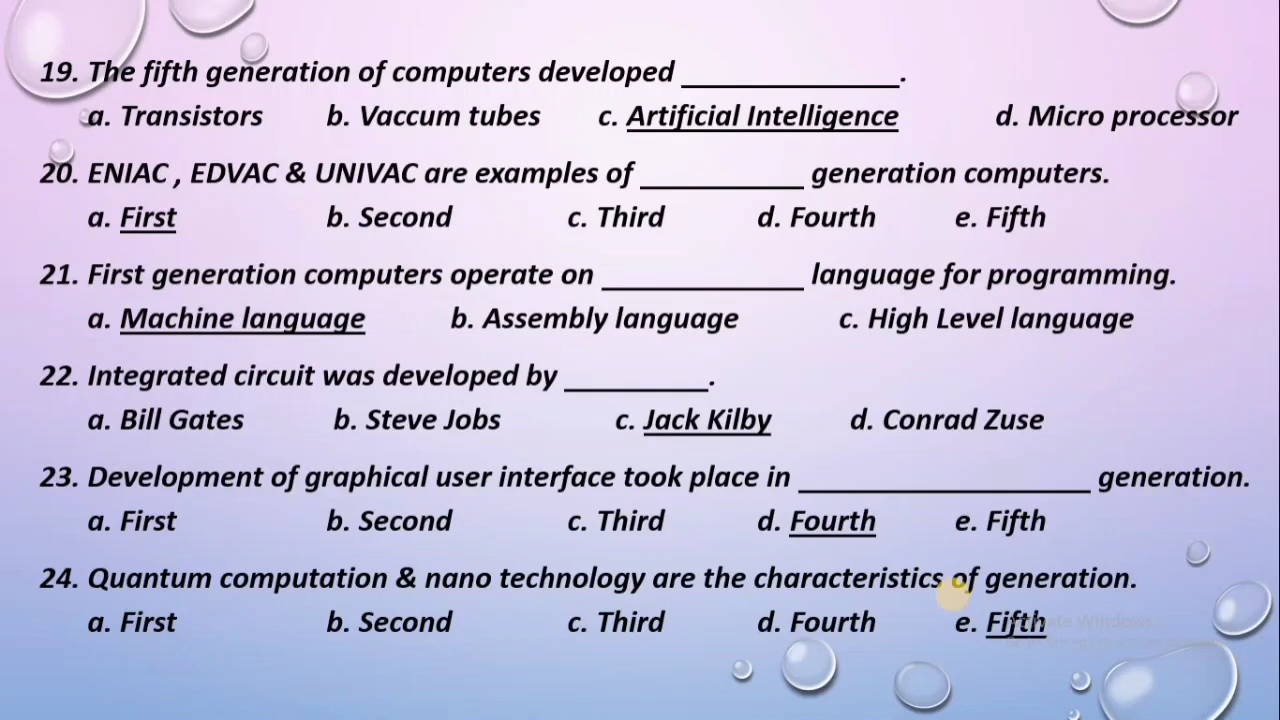 19. The fifth generation of computers developed _______________.
a. Transistors b. Vaccum tubes c. Artificial Intelligence d. Micro processor
20. ENIAC , EDVAC & UNIVAC are examples of ___________ generation computers.
a. First b. Second c. Third d. Fourth e. Fifth
21. First generation computers operate on ______________ language for programming.
a. Machine language b. Assembly language c. High Level language
22. Integrated circuit was developed by __________.
a. Bill Gates b. Steve Jobs c. Jack Kilby d. Conrad Zuse
23. Development of graphical user interface took place in ____________________ generation.
a. First b. Second c. Third d. Fourth e. Fifth
24. Quantum computation & nano technology are the characteristics of generation.
a. First b. Second c. Third d. Fourth e. Fifth
Activate Windows